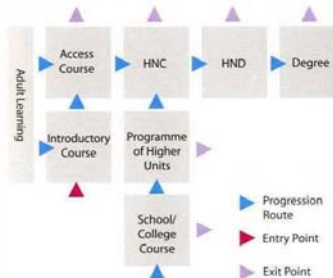 Adult Learning
Access
Course
HNC
HND
Degree
Introductory
Course
Programme
of Higher
Units
School/
College
Course
Progression
Route
Entry Point
Exit Point